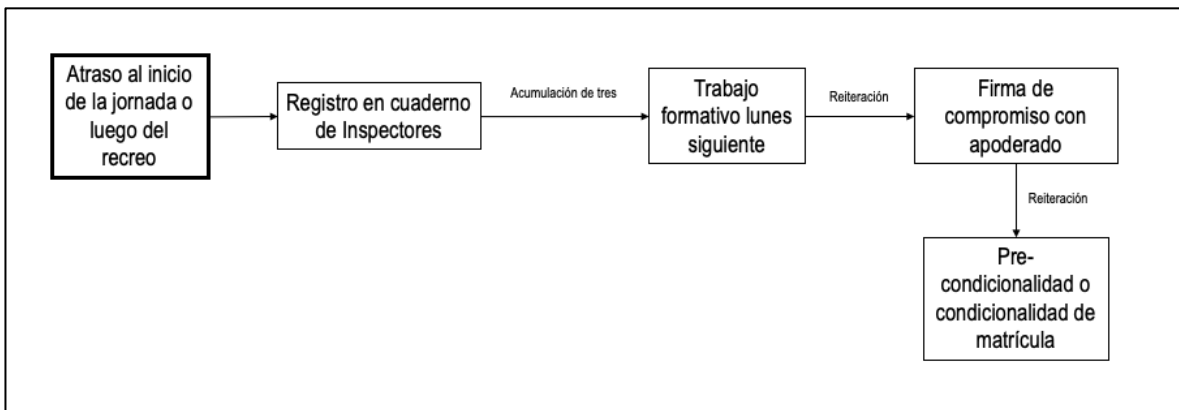 Atraso al inicio
de la jornada o
luego del
recreo
Registro en cuaderno
de Inspectores
Acumulación de tres
Trabajo
formativo lunes
siguiente
Reiteración
Firma de
compromiso con
apoderado
Reiteración
Pre-
condicionalidad o
condicionalidad de
matrícula